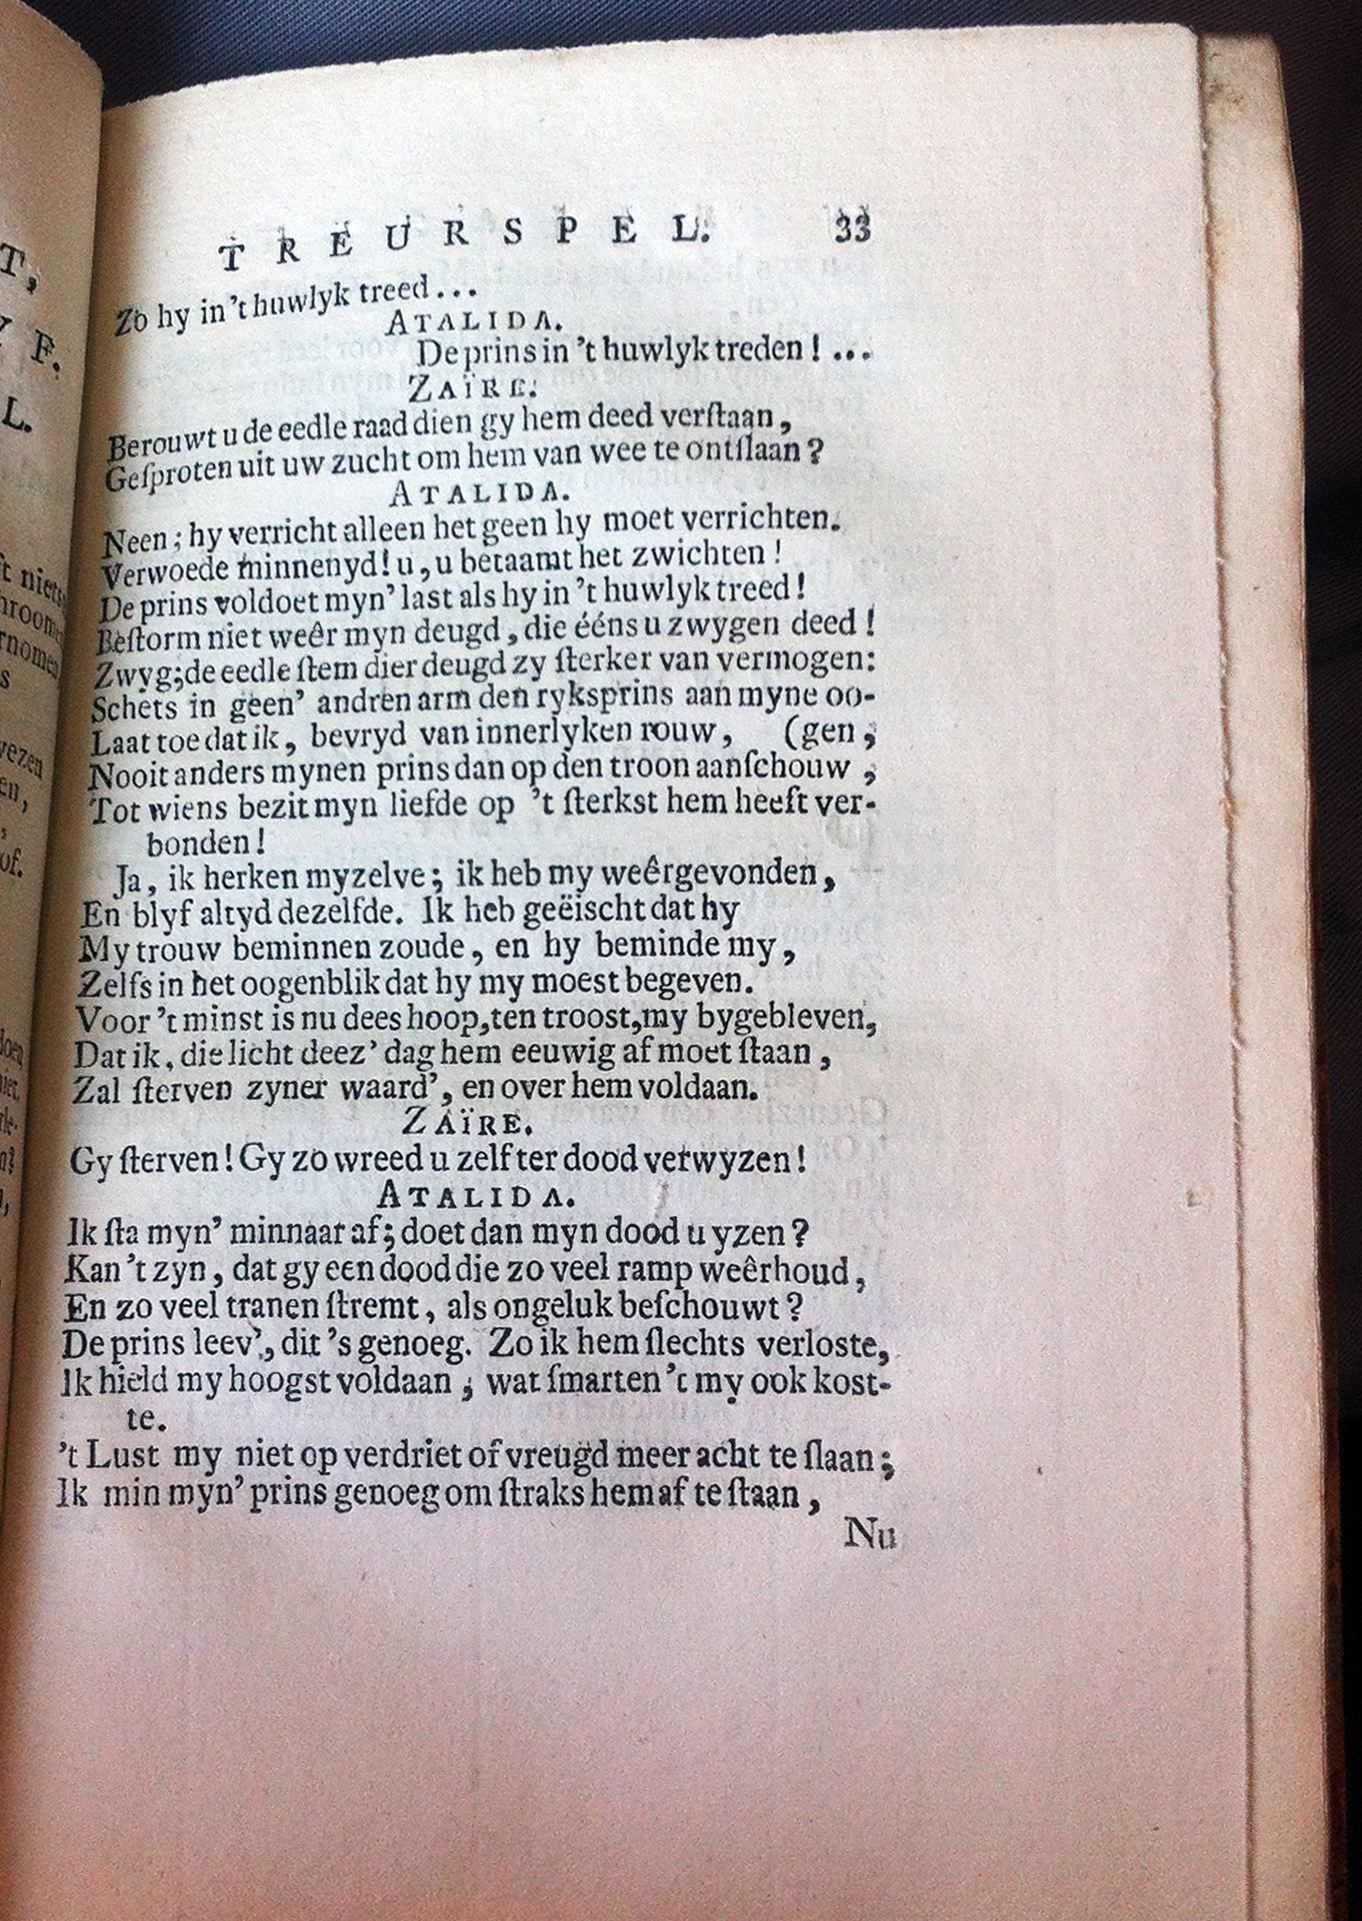 TREURSPEL. 33
Zo hy in 't huwlyk treed...
ATALIDA.
De prins in 't huwlyk treden! ...
ZAÏRE.
Berouwt u de eedle raad dien gy hem deed verſtaan,
Geſproten uit uw zucht om hem van wee te ontſlaan?
ATALIDA.
Neen; hy verricht alleen het geen hy moet verrichten.
Verwoede minnenyd! u, u betaamt het zwichten!
De prins voldoet myn' last als hy in 't huwlyk treed!
Beſtorm niet weêr myn deugd, die ééns u zwygen deed!
Zwyg; de eedle ſtem dier deugd zy ſterker van vermogen:
Schets in geen' andren arm den ryksprins aan myne oo-
Laat toe dat ik, bevryd van innerlyken rouw, (gen,
Nooit anders mynen prins dan op den troon aanſchouw,
Tot wiens bezit myn liefde op 't ſterkst hem heeft ver-
bonden!
Ja, ik herken myzelve; ik heb my weêrgevonden,
En blyf altyd dezelfde. Ik heb geëischt dat hy
My trouw beminnen zoude, en hy beminde my,
Zelfs in het oogenblik dat hy my moest begeven.
Voor 't minst is nu dees hoop, ten troost, my bygebleven,
Dat ik, die licht deez' dag hem eeuwig af moet ſtaan,
Zal ſterven zyner waard', en over hem voldaan.
ZAÏRE.
Gy ſterven! Gy zo wreed u zelf ter dood verwyzen!
ATALIDA.
Ik ſta myn' minnaar af; doet dan myn dood u yzen?
Kan 't zyn, dat gy een dood die zo veel ramp weêrhoud,
En zo veel tranen ſtremt, als ongeluk beſchouwt?
De prins leev', dit 's genoeg. Zo ik hem ſlechts verloste,
Ik hield my hoogst voldaan, wat ſmarten 't my ook kost-
te.
't Lust my niet op verdriet of vreugd meer acht te ſlaan;
Ik min myn' prins genoeg om ſtraks hem af te ſtaan,
Nu